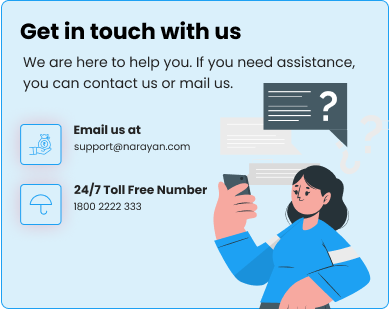 Get in touch with us
We are here to help you. If you need assistance,
you can contact us or mail us.
?
?
Email us at
support@narayan.com
24/7 Toll Free Number
1800 2222 333